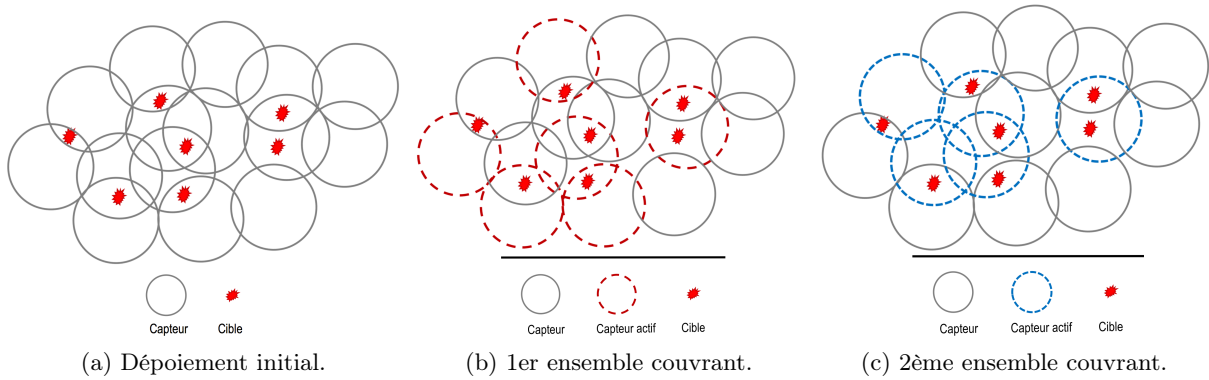 Capteur Cible
(a) Dépoiement initial.
Capteur Capteur actif Cible
(b) 1er ensemble couvrant.
Capteur Capteur actif Cible
(c) 2ème ensemble couvrant.